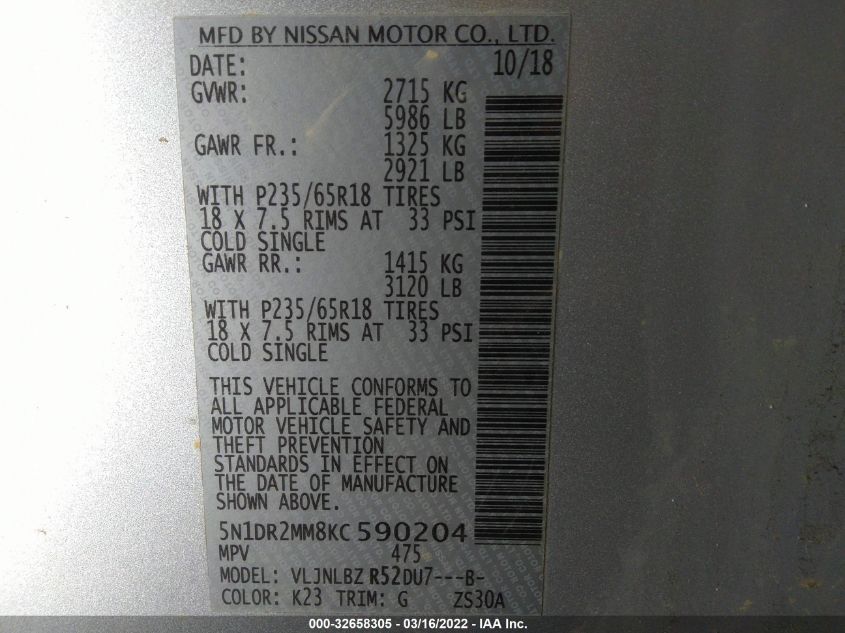 MFD BY NISSAN MOTOR CO., LTD.
DATE: 10/18
GVWR: 2715 KG
5986 LB
GAWR FR.: 1325 KG
2921 LB
WITH P235/65R18 TIRES
18 X 7.5 RIMS AT 33 PSI
COLD SINGLE
GAWR RR.: 1415 KG
3120 LB
WITH P235/65R18 TIRES
18 X 7.5 RIMS AT 33 PSI
COLD SINGLE
THIS VEHICLE CONFORMS TO
ALL APPLICABLE FEDERAL
MOTOR VEHICLE SAFETY AND
THEFT PREVENTION
STANDARDS IN EFFECT ON
THE DATE OF MANUFACTURE
SHOWN ABOVE.
5N1DR2MM8KC 590204
MPV 475
MODEL: VLJNLBZ R52DU7---B-
COLOR: K23 TRIM: G ZS30A
000-32658305 - 03/16/2022 - IAA Inc.